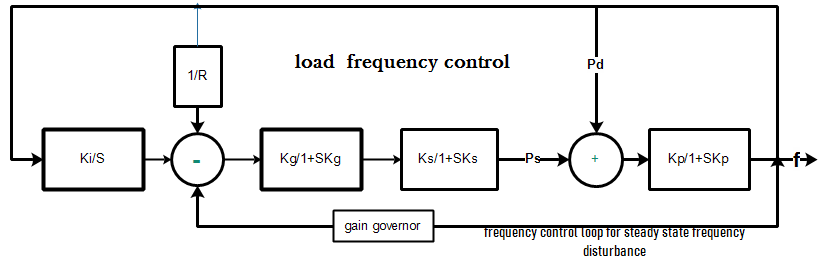 load frequency control
1/R
Pd
Ki/S
-
Kg/1+SKg
Ks/1+SKs
Ps
+
Kp/1+SKp
f
gain governor
frequency control loop for steady state frequency
disturbance